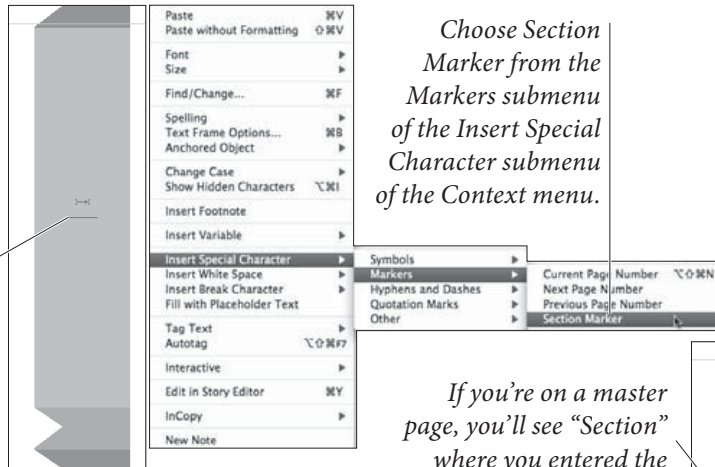 Paste ⌘V
Paste without Formatting ⇧⌘V
Font
Size
Find/Change... ⌘F
Spelling
Text Frame Options... ⌘B
Anchored Object
Change Case
Show Hidden Characters ⌥⌘I
Insert Footnote
Insert Variable
Insert Special Character
Insert White Space
Insert Break Character
Fill with Placeholder Text
Tag Text
Autotag ⌥⇧⌘F7
Interactive
Edit in Story Editor ⌘Y
InCopy
New Note
Symbols
Markers
Hyphens and Dashes
Quotation Marks
Other
Current Page Number ⌥⇧⌘N
Next Page Number
Previous Page Number
Section Marker
Choose Section
Marker from the
Markers submenu
of the Insert Special
Character submenu
of the Context menu.
If you're on a master
page, you'll see “Section”
where you entered the